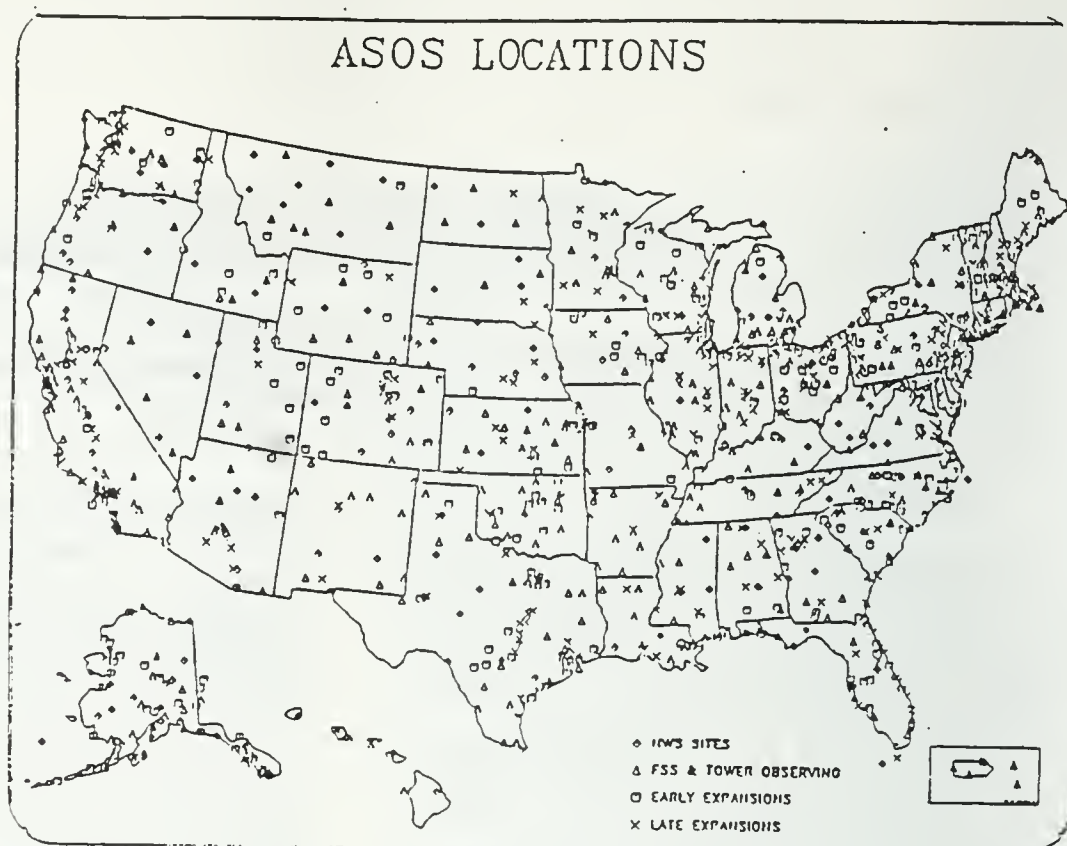 ASOS LOCATIONS
NWS SITES
FSS & TOWER OBSERVING
EARLY EXPANSIONS
LATE EXPANSIONS